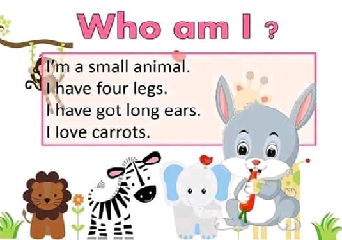 Who am I ?
I'm a small animal.
I have four legs.
I have got long ears.
I love carrots.